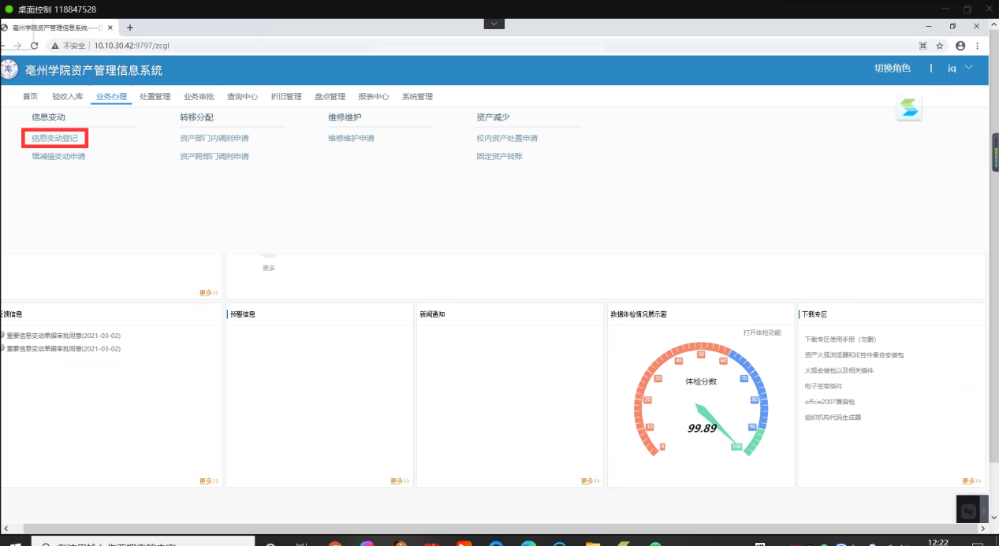 桌面控制 118847528
亳州学院资产管理信息系统----[
不安全 | 10.10.30.42:9797/zcgl
亳州学院资产管理信息系统
切换角色 | jq
首页 验收入库 业务办理 处置管理 业务审批 查询中心 折旧管理 盘点管理 报表中心 系统管理
信息变动 转移分配 维修维护 资产减少
信息变动登记 资产部门内调剂申请 维修维护申请 校内资产处置申请
增减值变动申请 资产跨部门调剂申请 固定资产转账
更多
更多>>
反馈信息 预警信息 新闻通知 数据体检情况展示窗 下载专区
重要信息变动单据审批同意(2021-03-02)
重要信息变动单据审批同意(2021-03-02)
打开体检功能
体检分数
0 10 20 30 40 50 60 70 80 90 100
99.89
下载专区使用手册（勿删）
资产火狐浏览器和IE控件集合安装包
火狐安装包以及相关插件
电子签章插件
offcie2007兼容包
组织机构代码生成器
更多>> 更多>> 更多>> 更多>>
在这里输入你要搜索的内容
12:22